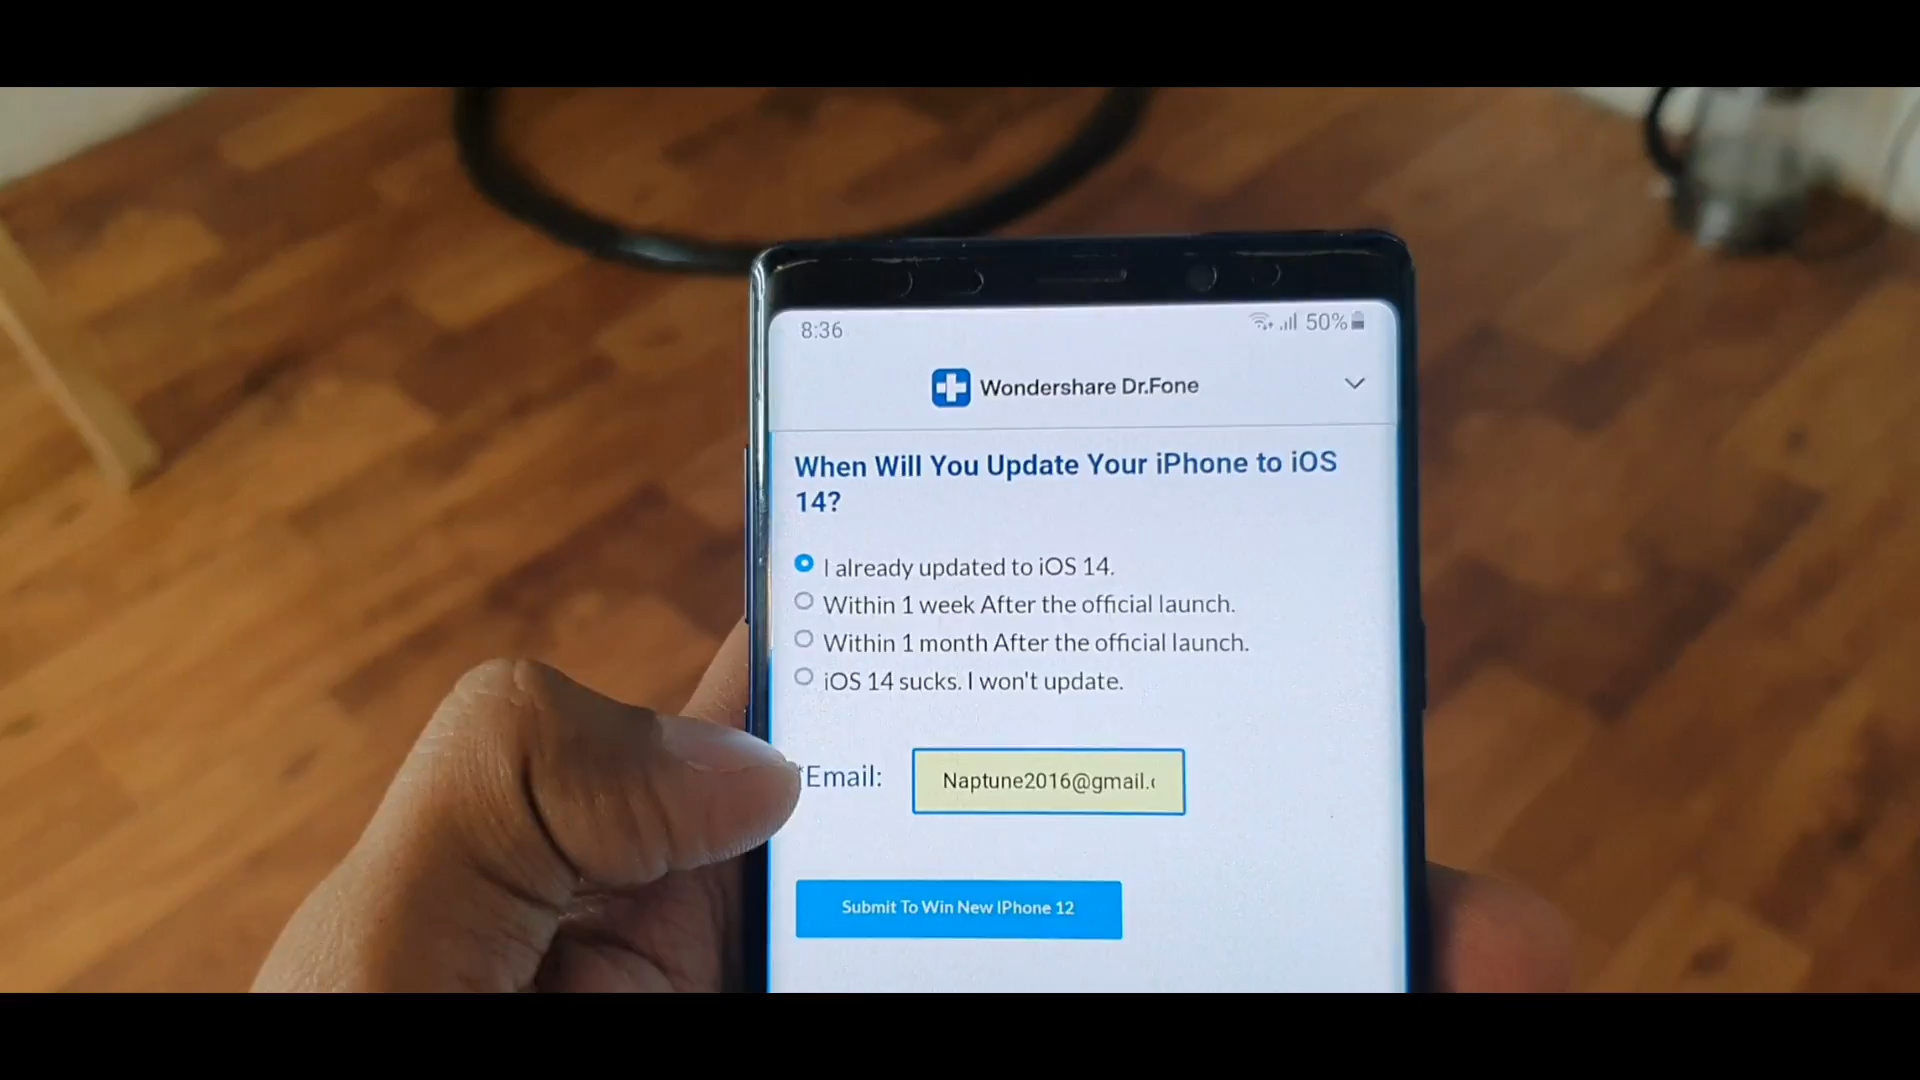 8:36
50%
Wondershare Dr.Fone
When Will You Update Your iPhone to iOS
14?
I already updated to iOS 14.
Within 1 week After the official launch.
Within 1 month After the official launch.
iOS 14 sucks. I won't update.
*Email:
Naptune2016@gmail.
Submit To Win New IPhone 12